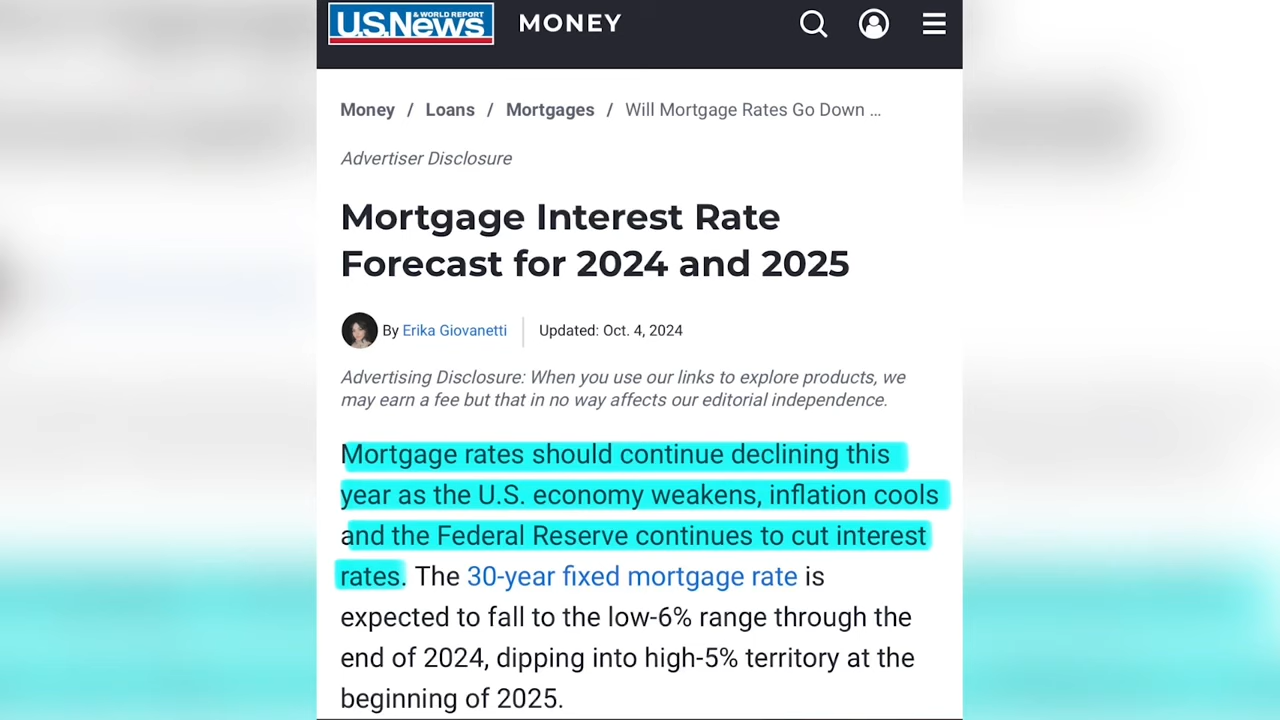 U.S.News & WORLD REPORT MONEY
Money / Loans / Mortgages / Will Mortgage Rates Go Down ...
Advertiser Disclosure
Mortgage Interest Rate
Forecast for 2024 and 2025
By Erika Giovanetti Updated: Oct. 4, 2024
Advertising Disclosure: When you use our links to explore products, we
may earn a fee but that in no way affects our editorial independence.
Mortgage rates should continue declining this
year as the U.S. economy weakens, inflation cools
and the Federal Reserve continues to cut interest
rates. The 30-year fixed mortgage rate is
expected to fall to the low-6% range through the
end of 2024, dipping into high-5% territory at the
beginning of 2025.